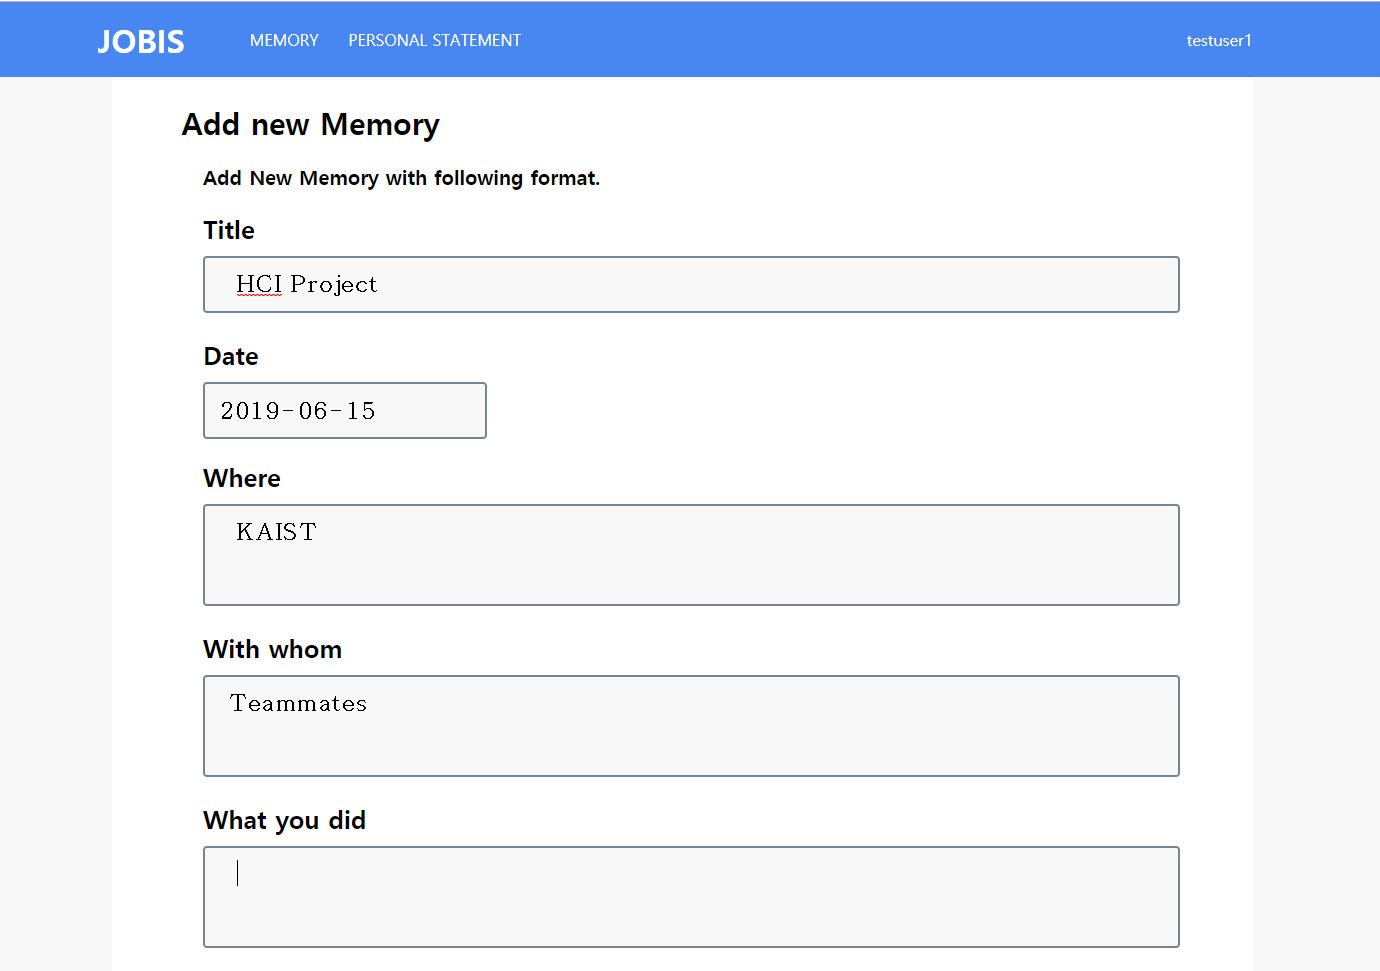 JOBIS MEMORY PERSONAL STATEMENT testuser1
Add new Memory
Add New Memory with following format.
Title
HCI Project
Date
2019-06-15
Where
KAIST
With whom
Teammates
What you did